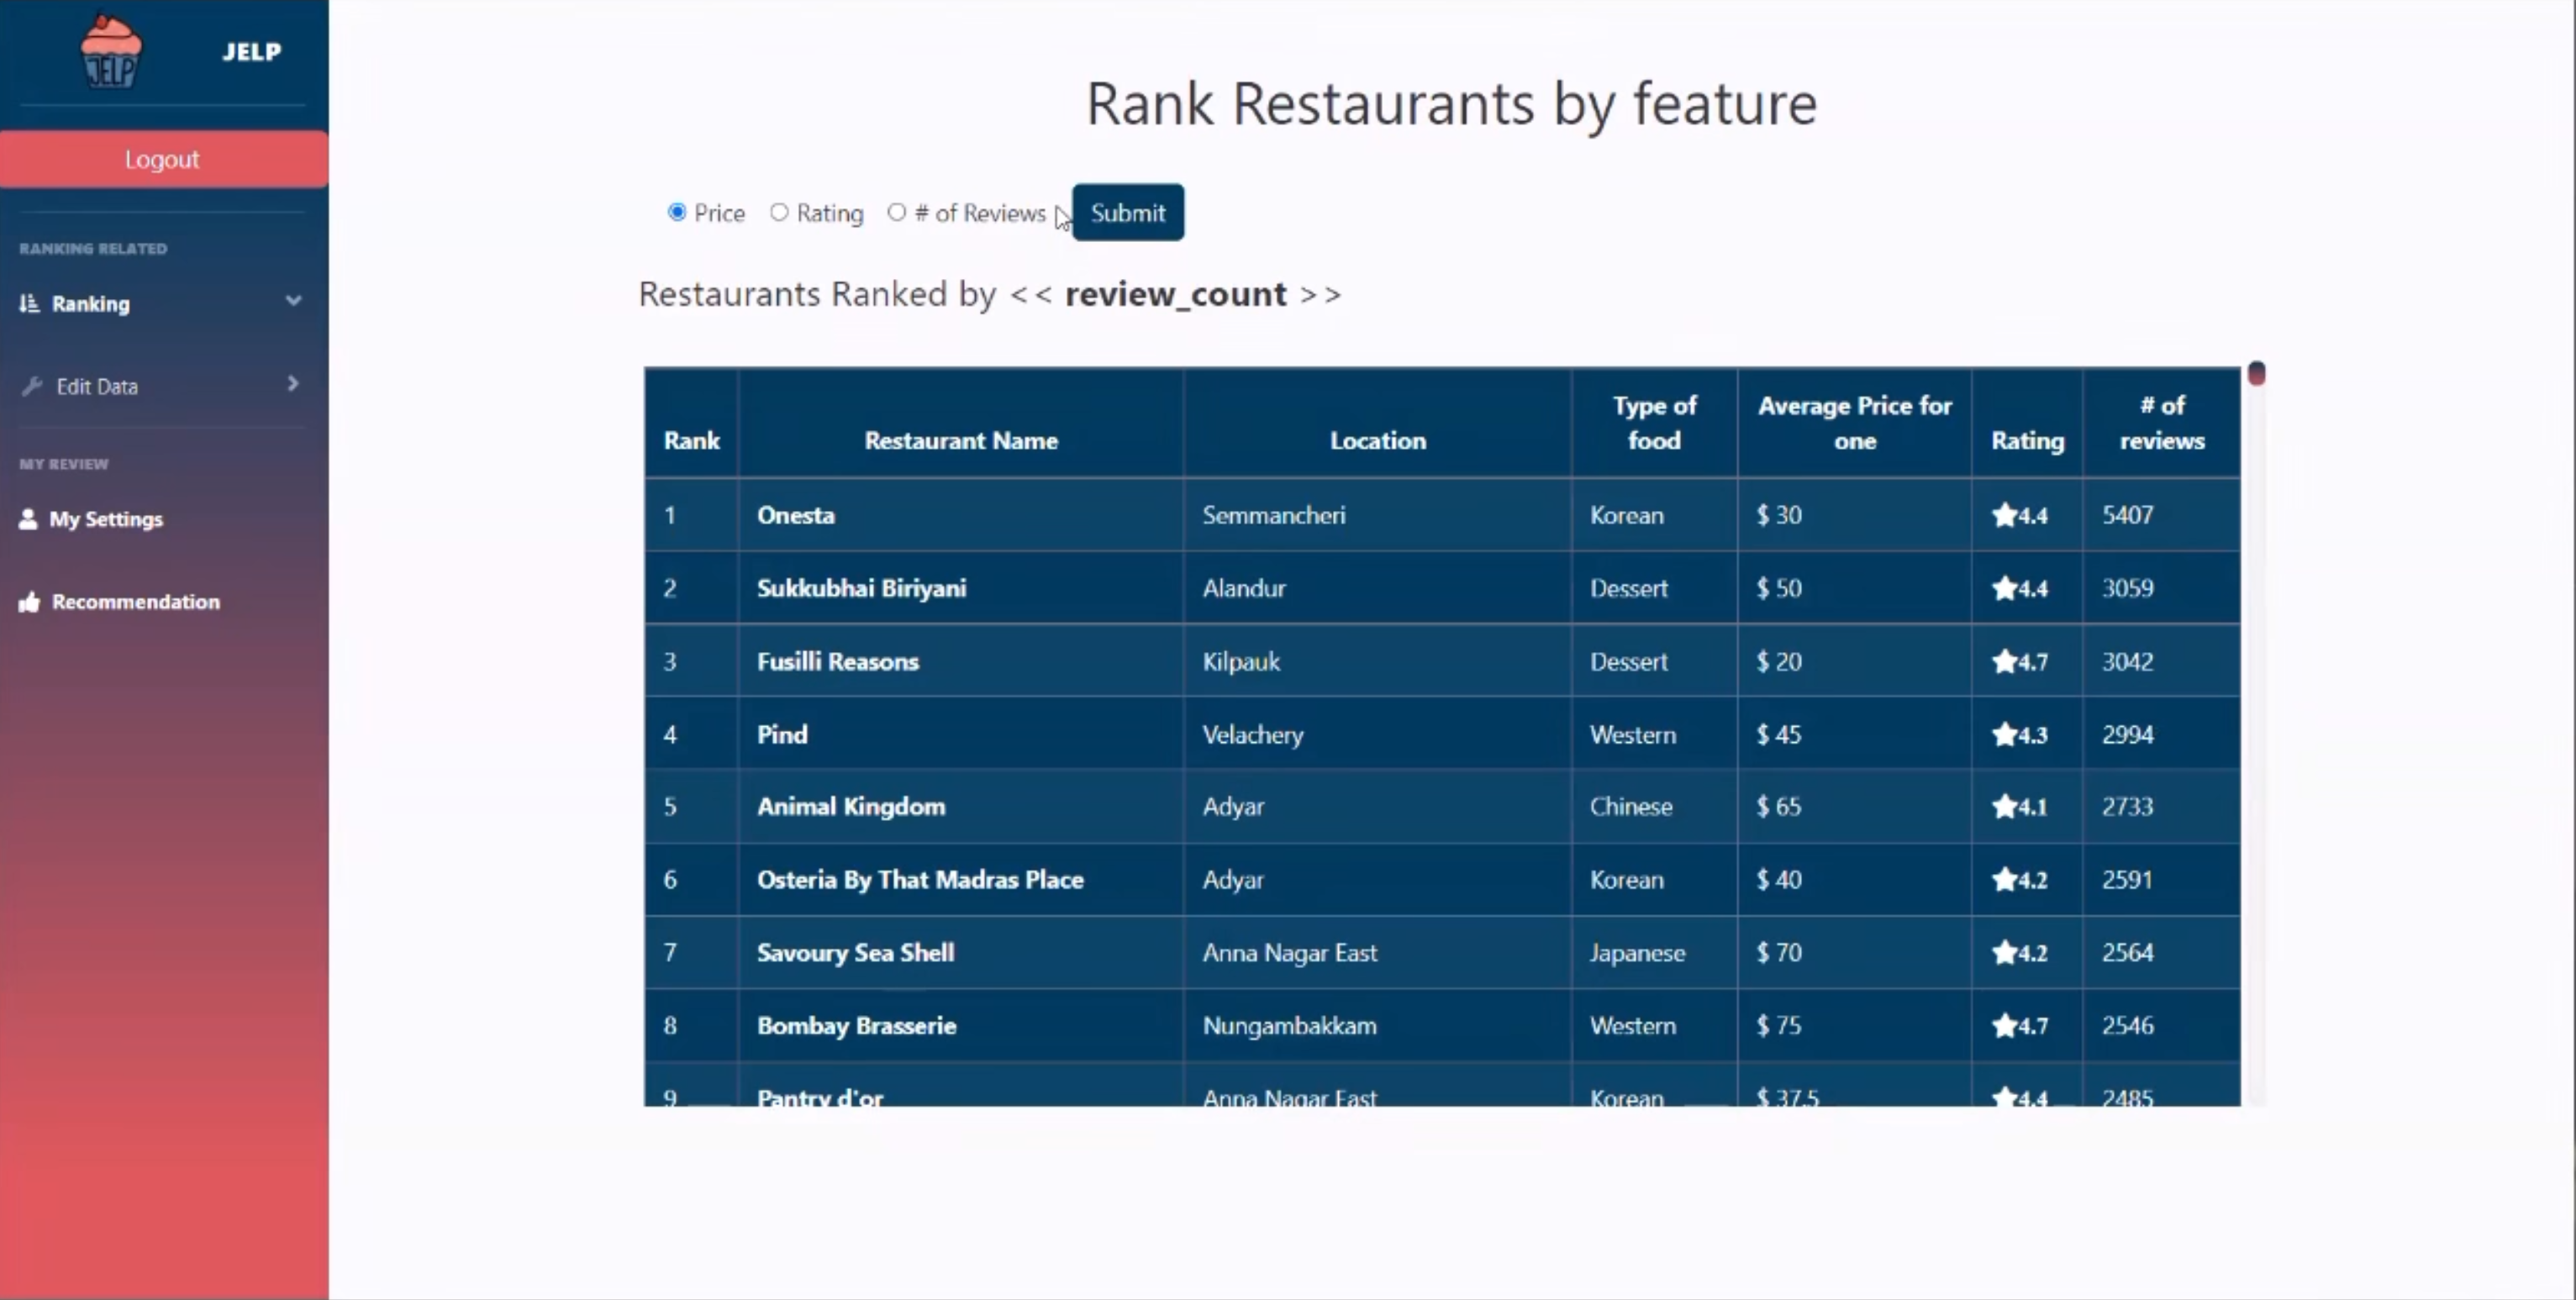 JELP
JELP
Logout
RANKING RELATED
Ranking
Edit Data
MY REVIEW
My Settings
Recommendation
Rank Restaurants by feature
Price Rating # of Reviews Submit
Restaurants Ranked by << review_count >>
Rank Restaurant Name Location Type of food Average Price for one Rating # of reviews
1 Onesta Semmancheri Korean $ 30 ★4.4 5407
2 Sukkubhai Biriyani Alandur Dessert $ 50 ★4.4 3059
3 Fusilli Reasons Kilpauk Dessert $ 20 ★4.7 3042
4 Pind Velachery Western $ 45 ★4.3 2994
5 Animal Kingdom Adyar Chinese $ 65 ★4.1 2733
6 Osteria By That Madras Place Adyar Korean $ 40 ★4.2 2591
7 Savoury Sea Shell Anna Nagar East Japanese $ 70 ★4.2 2564
8 Bombay Brasserie Nungambakkam Western $ 75 ★4.7 2546
9 Pantry d'or Anna Nagar East Korean $ 37.5 ★4.4 2485